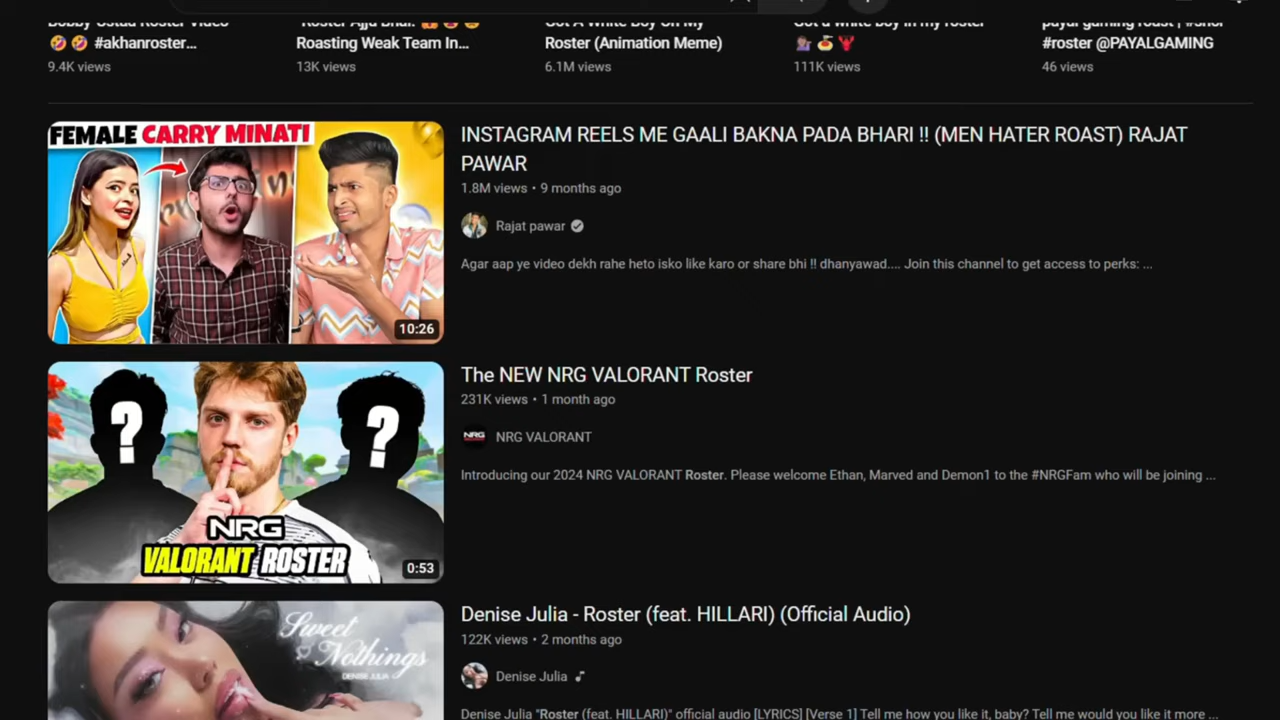 Bobby Ustad Roster Video
"Roster Ajju Bhai."
Got A White Boy On My
Got a white boy in my roster
payal gaming roast | #shor
#akhanroster…
Roasting Weak Team In…
Roster (Animation Meme)
#roster @PAYALGAMING
9.4K views
13K views
6.1M views
111K views
46 views
FEMALE CARRY MINATI
10:26
INSTAGRAM REELS ME GAALI BAKNA PADA BHARI !! (MEN HATER ROAST) RAJAT
PAWAR
1.8M views • 9 months ago
Rajat pawar
Agar aap ye video dekh rahe heto isko like karo or share bhi !! dhanyawad.... Join this channel to get access to perks: ...
? ?
NRG
VALORANT ROSTER
0:53
The NEW NRG VALORANT Roster
231K views • 1 month ago
NRG
NRG VALORANT
Introducing our 2024 NRG VALORANT Roster. Please welcome Ethan, Marved and Demon1 to the #NRGFam who will be joining ...
Sweet
Nothings
DENISE JULIA
Denise Julia - Roster (feat. HILLARI) (Official Audio)
122K views • 2 months ago
Denise Julia
Denise Julia "Roster (feat. HILLARI)" official audio [LYRICS] [Verse 1] Tell me how you like it, baby? Tell me would you like it more ...